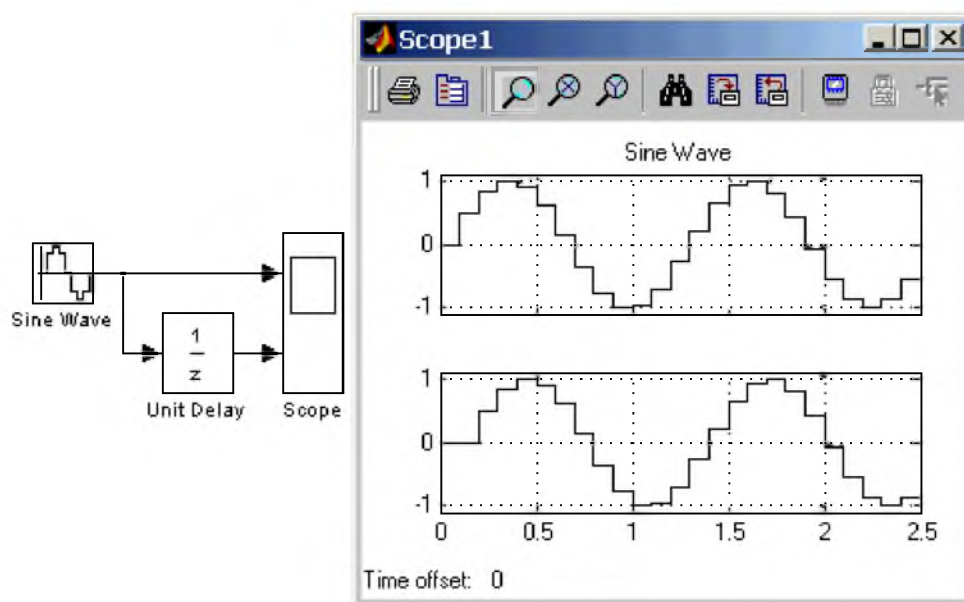 Scope1
Sine Wave
1
0
-1
1
0
-1
0 0.5 1 1.5 2 2.5
Time offset: 0
Sine Wave
1
z
Unit Delay
Scope